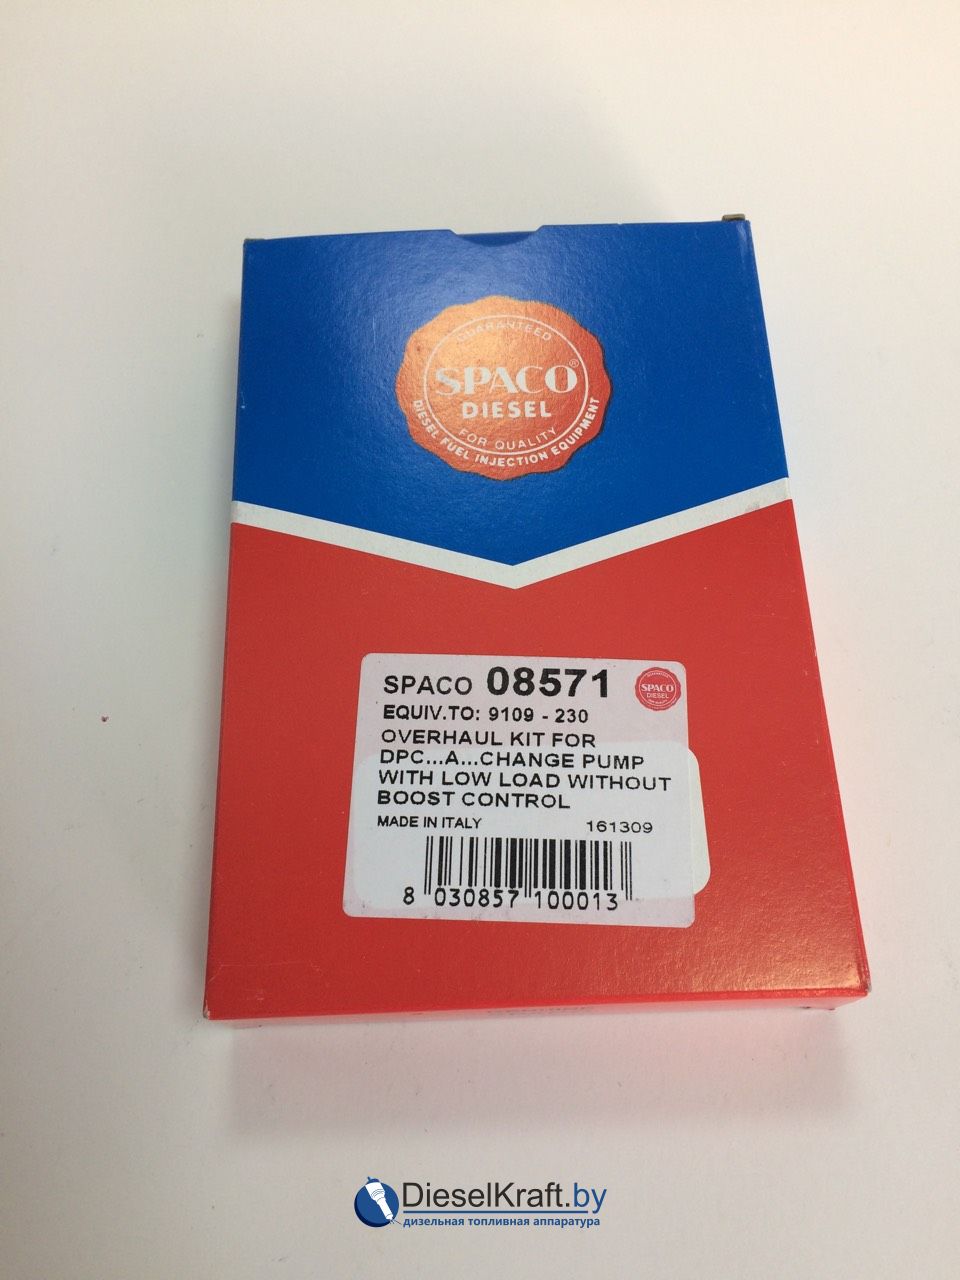 GUARANTEED
SPACO®
DIESEL
FOR QUALITY
DIESEL FUEL INJECTION EQUIPMENT
SPACO 08571
SPACO
DIESEL
EQUIV.TO: 9109 - 230
OVERHAUL KIT FOR
DPC...A...CHANGE PUMP
WITH LOW LOAD WITHOUT
BOOST CONTROL
MADE IN ITALY 161309
8 030857 100013
DieselKraft.by
дизельная топливная аппаратура